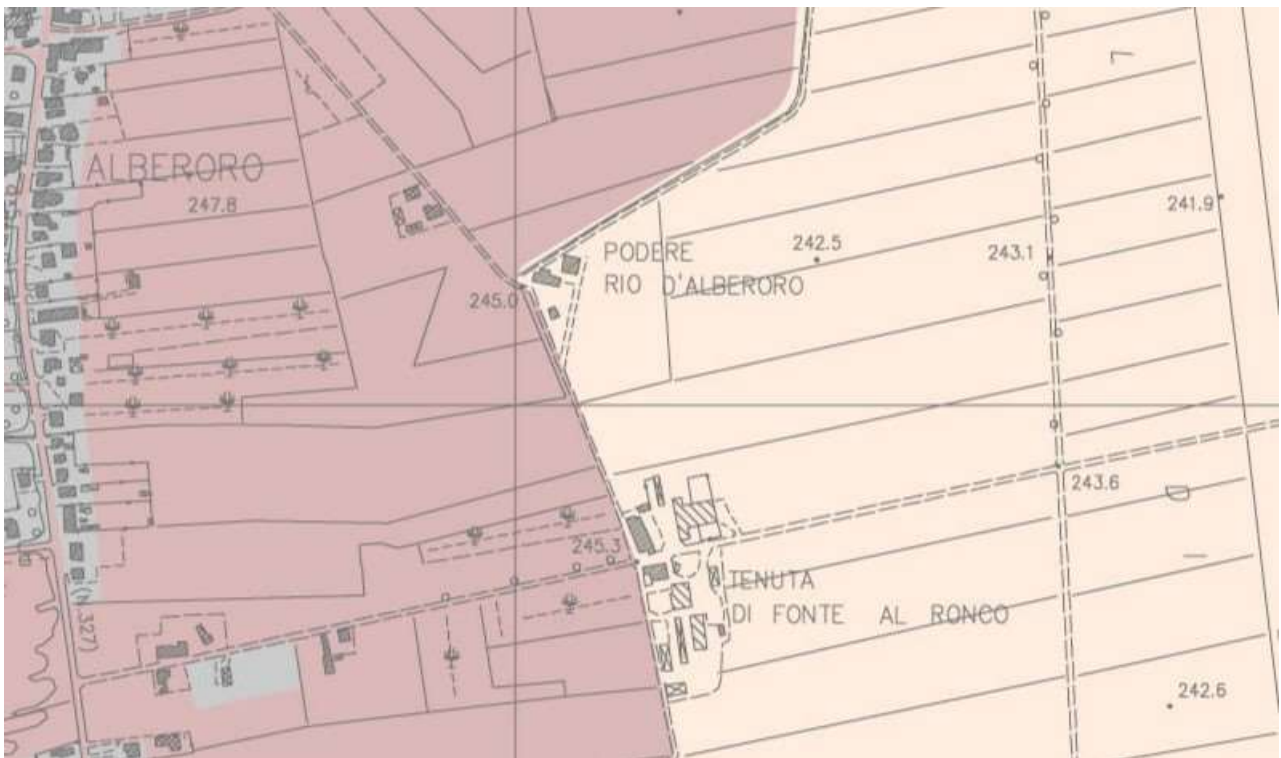 ALBERORO
247.8
241.9
PODERE
RIO D'ALBERORO
242.5
243.1
245.0
243.6
245.3
TENUTA
DI FONTE AL RONCO
(N.327)
242.6